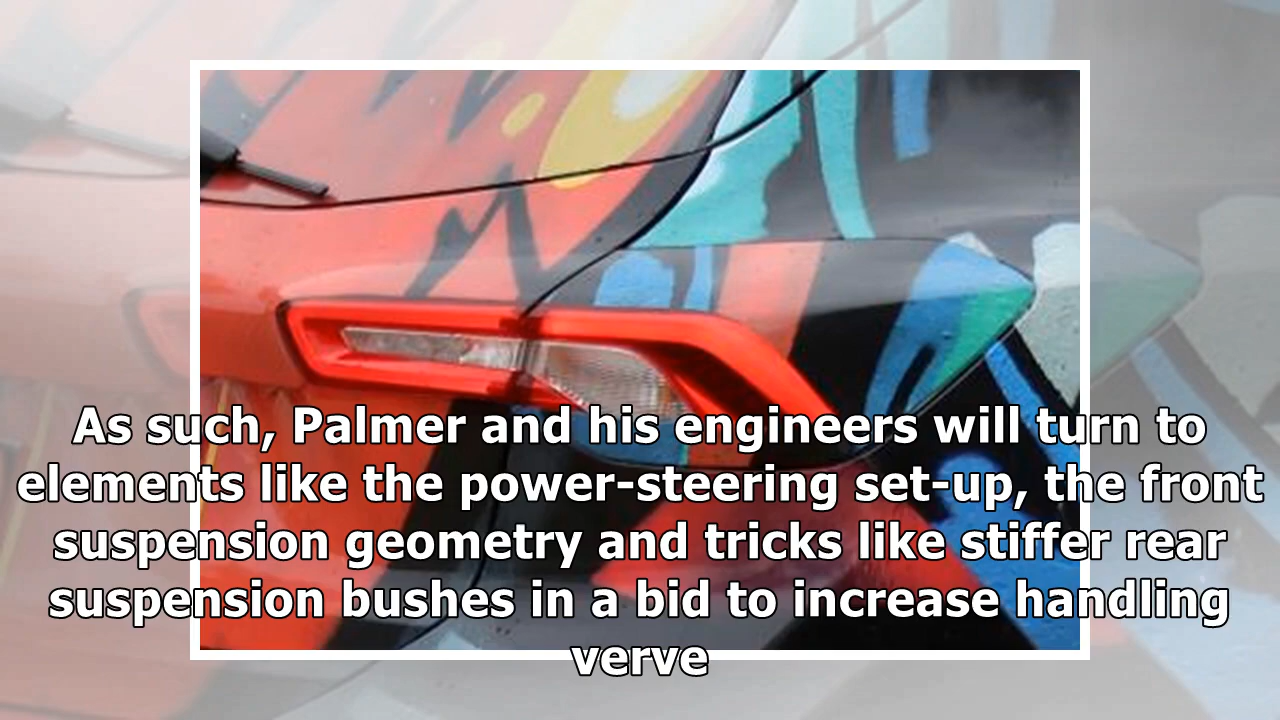 As such, Palmer and his engineers will turn to
elements like the power-steering set-up, the front
suspension geometry and tricks like stiffer rear
suspension bushes in a bid to increase handling
verve